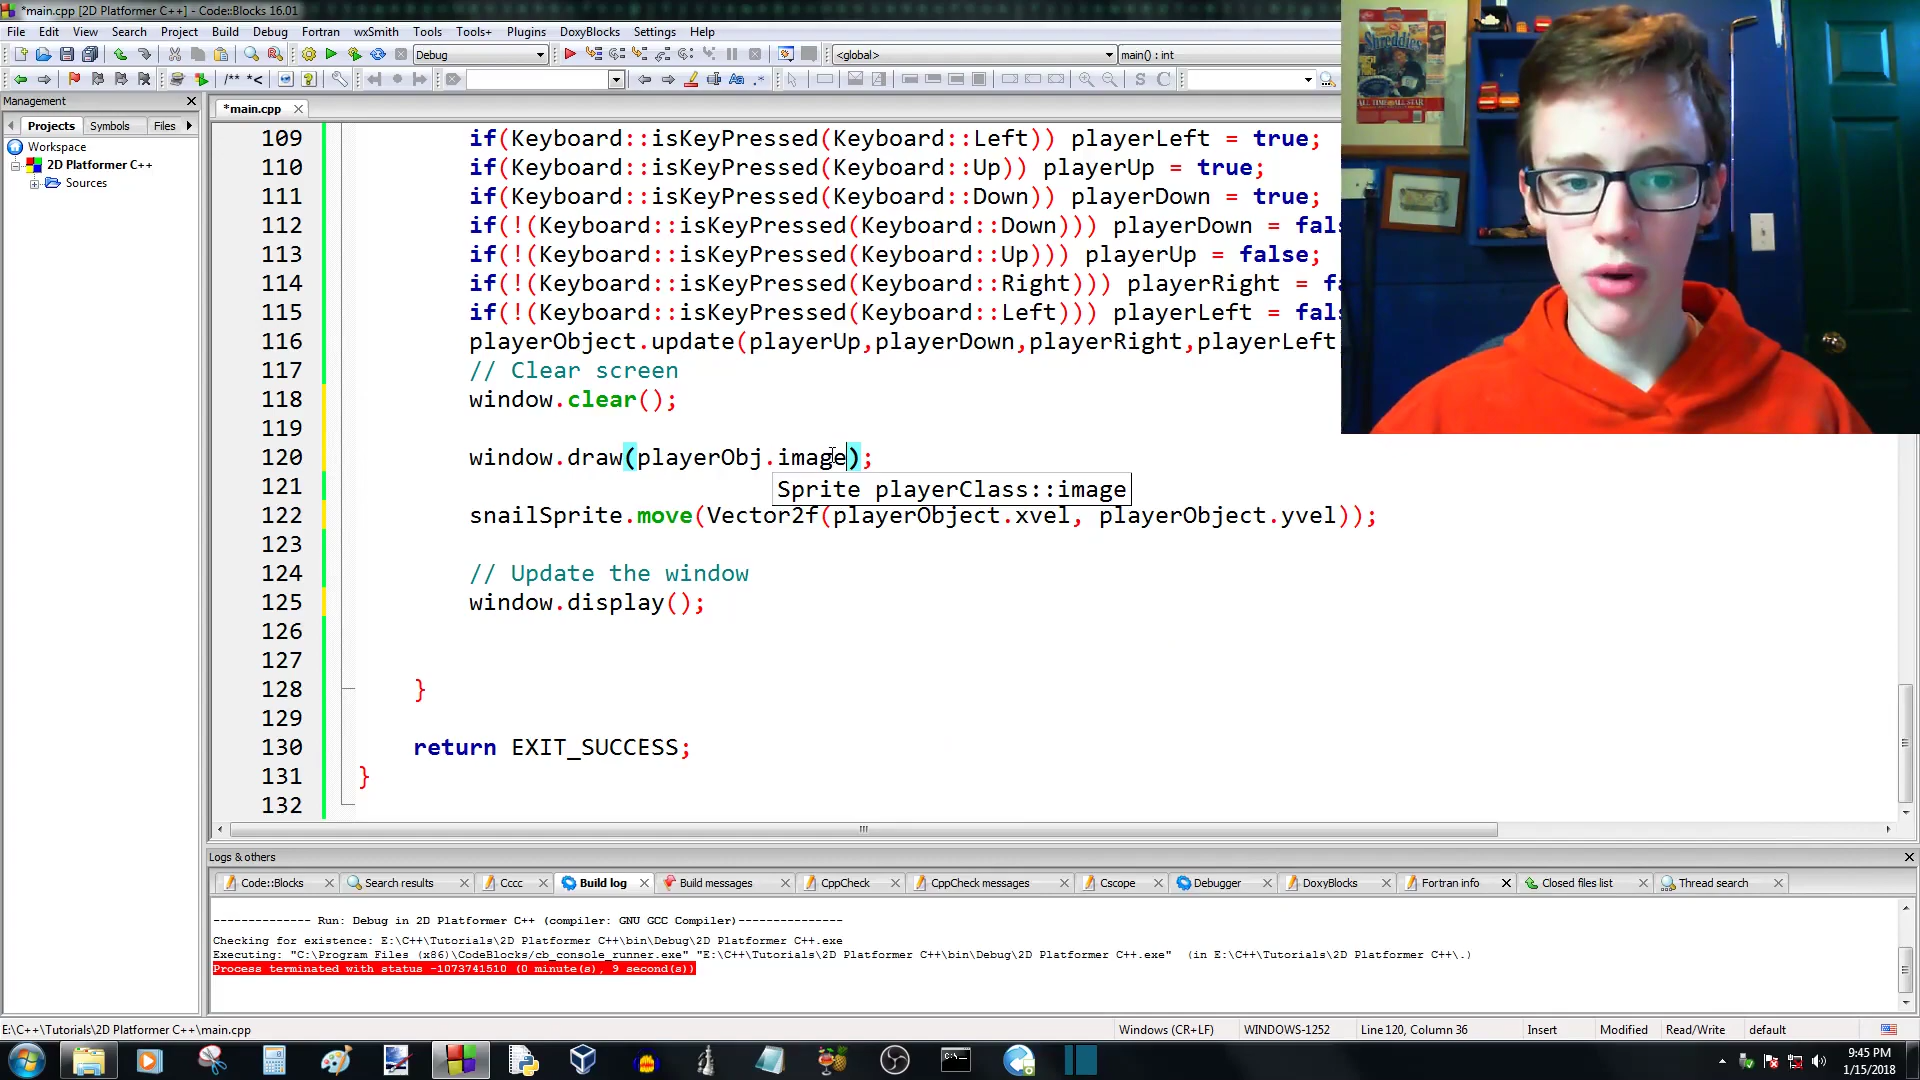 *main.cpp [2D Platformer C++] - Code::Blocks 16.01
File Edit View Search Project Build Debug Fortran wxSmith Tools Tools+ Plugins DoxyBlocks Settings Help
Debug <global> main() : int
/** *<
Management
*main.cpp
Projects Symbols Files
Workspace
2D Platformer C++
Sources
109 if(Keyboard::isKeyPressed(Keyboard::Left)) playerLeft = true;
110 if(Keyboard::isKeyPressed(Keyboard::Up)) playerUp = true;
111 if(Keyboard::isKeyPressed(Keyboard::Down)) playerDown = true;
112 if(!(Keyboard::isKeyPressed(Keyboard::Down))) playerDown = fals
113 if(!(Keyboard::isKeyPressed(Keyboard::Up))) playerUp = false;
114 if(!(Keyboard::isKeyPressed(Keyboard::Right))) playerRight = fa
115 if(!(Keyboard::isKeyPressed(Keyboard::Left))) playerLeft = fals
116 playerObject.update(playerUp,playerDown,playerRight,playerLeft
117 // Clear screen
118 window.clear();
119
120 window.draw(playerObj.image);
121 Sprite playerClass::image
122 snailSprite.move(Vector2f(playerObject.xvel, playerObject.yvel));
123
124 // Update the window
125 window.display();
126
127
128 }
129
130 return EXIT_SUCCESS;
131 }
132
Shreddies
ALL TIME ALL STAR
Logs & others
Code::Blocks Search results Cccc Build log Build messages CppCheck CppCheck messages Cscope Debugger DoxyBlocks Fortran info Closed files list Thread search
-------------- Run: Debug in 2D Platformer C++ (compiler: GNU GCC Compiler)---------------
Checking for existence: E:\C++\Tutorials\2D Platformer C++\bin\Debug\2D Platformer C++.exe
Executing: "C:\Program Files (x86)\CodeBlocks/cb_console_runner.exe" "E:\C++\Tutorials\2D Platformer C++\bin\Debug\2D Platformer C++.exe" (in E:\C++\Tutorials\2D Platformer C++\.)
Process terminated with status -1073741510 (0 minute(s), 9 second(s))
E:\C++\Tutorials\2D Platformer C++\main.cpp Windows (CR+LF) WINDOWS-1252 Line 120, Column 36 Insert Modified Read/Write default
9:45 PM
1/15/2018